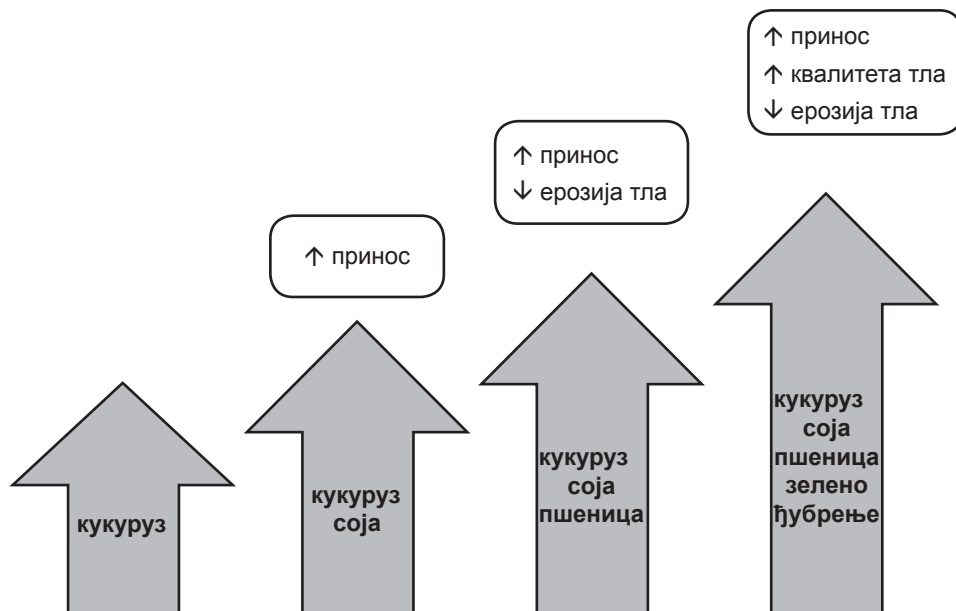 ↑ принос
↑ квалитета тла
↓ ерозија тла
↑ принос
↓ ерозија тла
↑ принос
кукуруз
кукуруз
соја
кукуруз
соја
пшеница
кукуруз
соја
пшеница
зелено
ђубрење